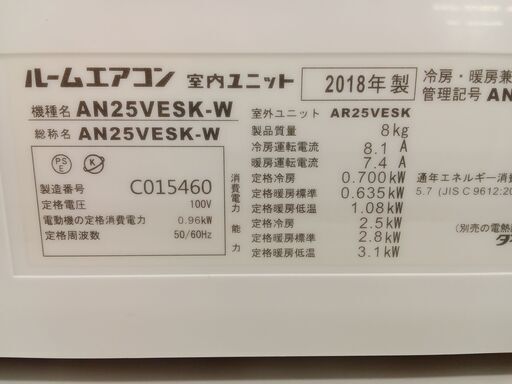 ルームエアコン 室内ユニット 2018年 製 冷房・暖房兼
機種名 AN25VESK-W 管理記号 AN
総称名 AN25VESK-W 室外ユニット AR25VESK
製品質量 8kg
冷房運転電流 8.1 A
暖房運転電流 7.4 A
PS
E
K
消費電力
定格冷房 0.700kW 通年エネルギー消費
定格暖房標準 0.635kW 5.7 (JIS C 9612:20
定格暖房低温 1.08kW
製造番号 C015460
定格電圧 100V
電動機の定格消費電力 0.96kW
定格周波数 50/60Hz
能力
定格冷房 2.5kW
定格暖房標準 2.8kW (別売の電熱
定格暖房低温 3.1kW